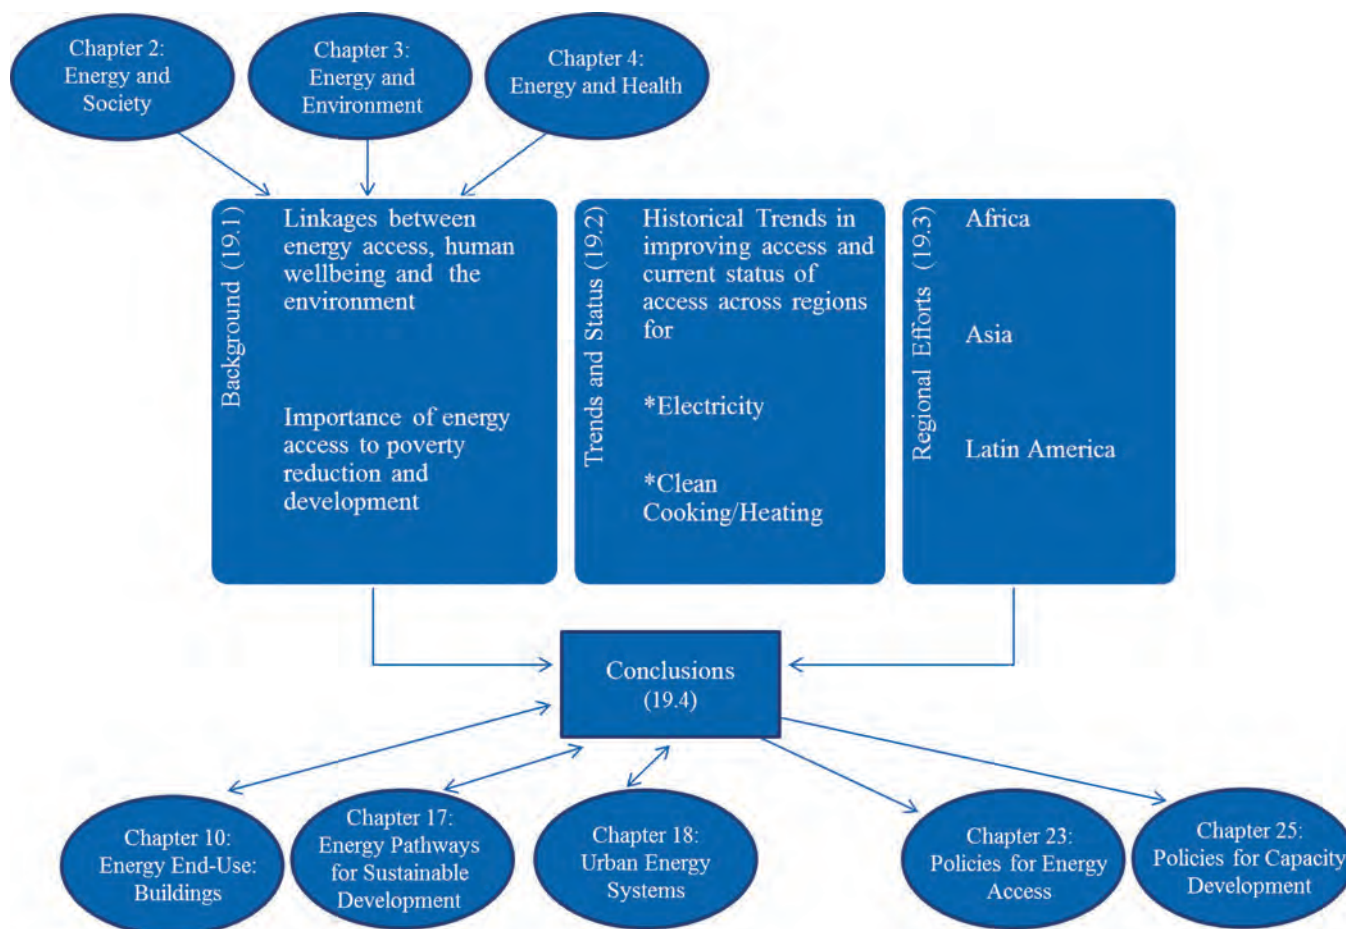 Chapter 2:
Energy and
Society
Chapter 3:
Energy and
Environment
Chapter 4:
Energy and Health
Background (19.1)
Linkages between
energy access, human
wellbeing and the
environment
Importance of energy
access to poverty
reduction and
development
Trends and Status (19.2)
Historical Trends in
improving access and
current status of
access across regions
for
*Electricity
*Clean
Cooking/Heating
Regional Efforts (19.3)
Africa
Asia
Latin America
Conclusions
(19.4)
Chapter 10:
Energy End-Use:
Buildings
Chapter 17:
Energy Pathways
for Sustainable
Development
Chapter 18:
Urban Energy
Systems
Chapter 23:
Policies for Energy
Access
Chapter 25:
Policies for Capacity
Development